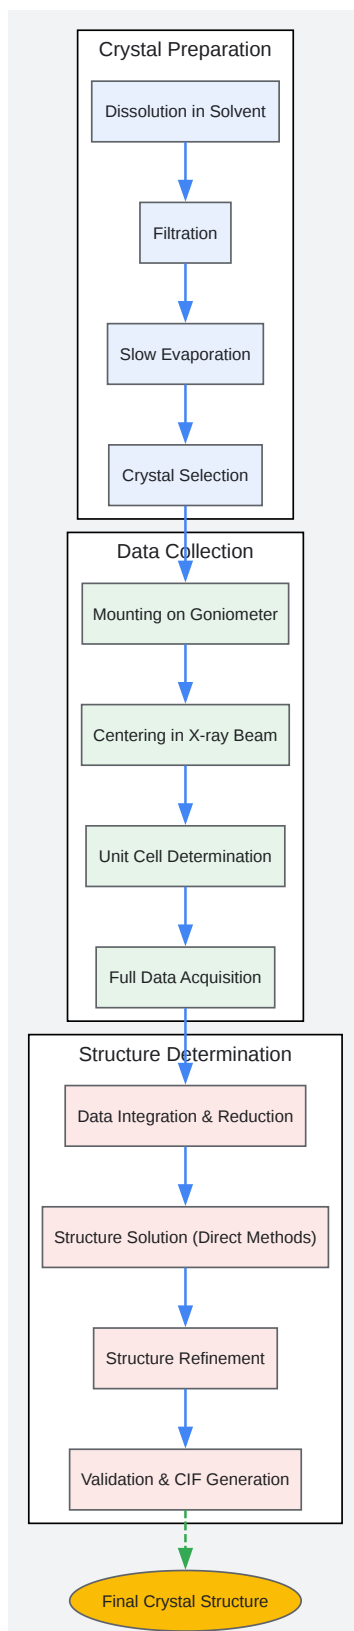 Crystal Preparation
Dissolution in Solvent
Filtration
Slow Evaporation
Crystal Selection
Data Collection
Mounting on Goniometer
Centering in X-ray Beam
Unit Cell Determination
Full Data Acquisition
Structure Determination
Data Integration & Reduction
Structure Solution (Direct Methods)
Structure Refinement
Validation & CIF Generation
Final Crystal Structure